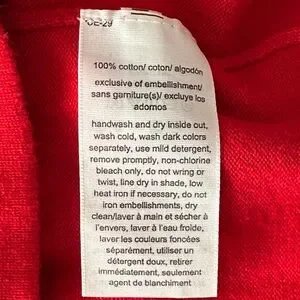 100% cotton/ coton/ algodón
exclusive of embellishment/
sans garniture(s)/ excluye los
adornos
handwash and dry inside out,
wash cold, wash dark colors
separately, use mild detergent,
remove promptly, non-chlorine
bleach only, do not wring or
twist, line dry in shade, low
heat iron if necessary, do not
iron embellishments, dry
clean/laver à main et sécher à
l'envers, laver à l'eau froide,
laver les couleurs foncées
séparément, utiliser un
détergent doux, retirer
immédiatement, seulement
agent de blanchiment